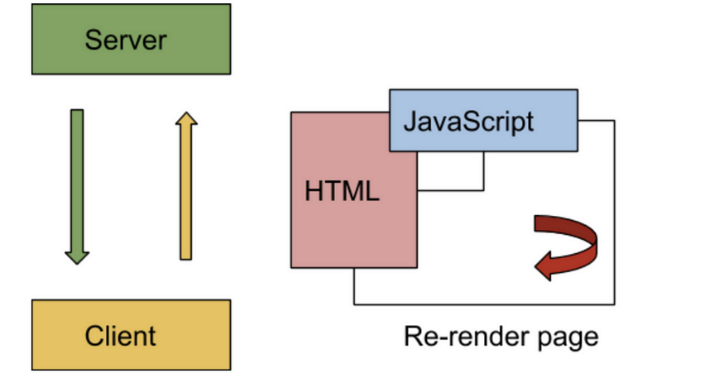 Server
JavaScript
HTML
Client
Re-render page